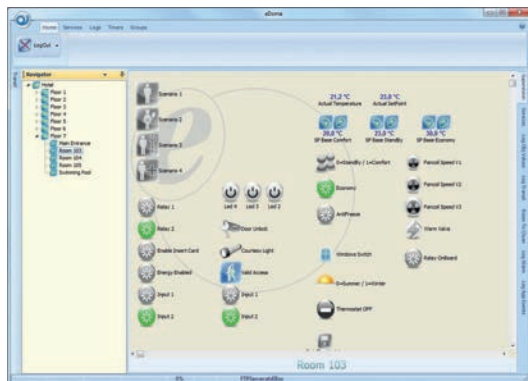 eDoma
Home Services Logs Timers Groups
LogOut
Navigator
Hotel
Floor 1
Floor 2
Floor 3
Floor 4
Floor 5
Floor 6
Floor 7
Main Entrance
Room 103
Room 104
Room 105
Swimming Pool
Scenario 1
Scenario 2
Scenario 3
Scenario 4
21,2 °C
Actual Temperature
23,0 °C
Actual SetPoint
20,0 °C
SP Base Comfort
23,0 °C
SP Base Standby
30,0 °C
SP Base Economy
0=Standby / 1=Comfort
Economy
AntiFreeze
Windows Switch
0=Summer / 1=Winter
Thermostat OFF
Fancoil Speed V1
Fancoil Speed V2
Fancoil Speed V3
Warm Valve
Relay OnBoard
Led 4
Led 3
Led 2
Door Unlock
Courtesy Light
Valid Access
Input 1
Input 2
Relay 1
Relay 2
Enable Insert Card
Energy Enabled
Input 1
Input 2
Room 103
0%